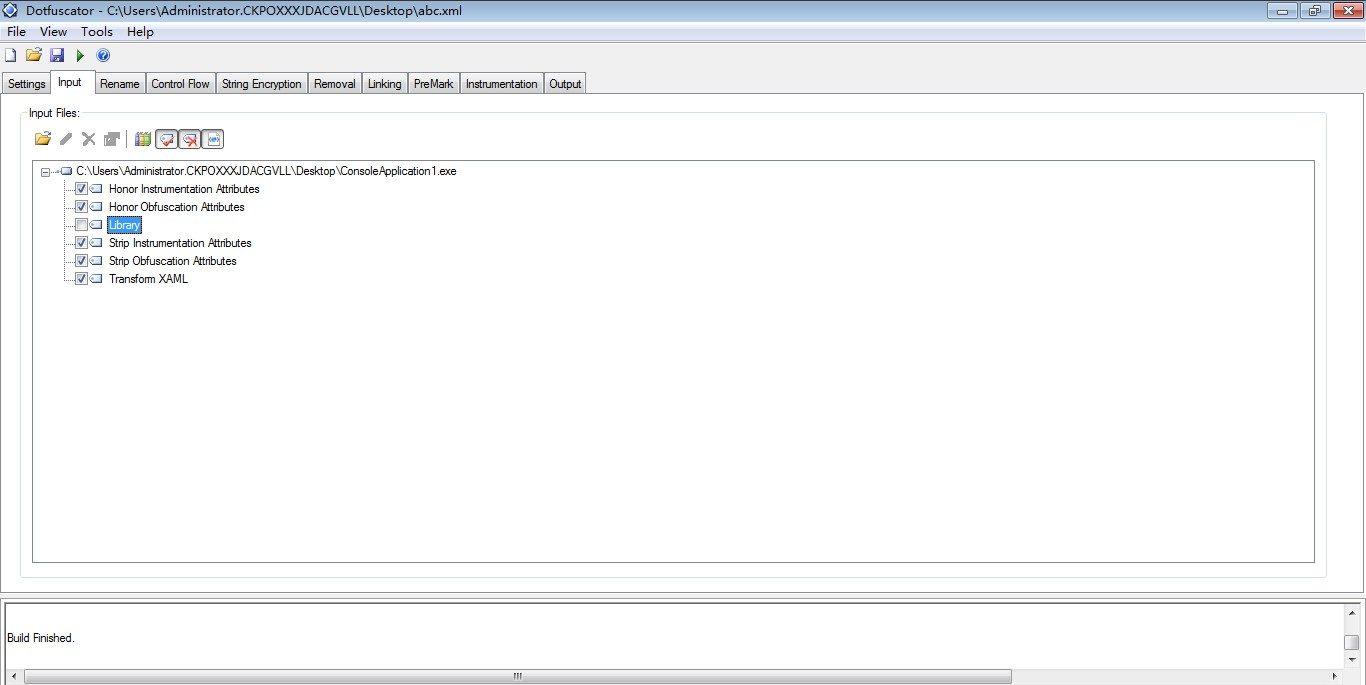 Dotfuscator - C:\Users\Administrator.CKPOXXXJDACGVLL\Desktop\abc.xml
File View Tools Help
Settings Input Rename Control Flow String Encryption Removal Linking PreMark Instrumentation Output
Input Files:
C:\Users\Administrator.CKPOXXXJDACGVLL\Desktop\ConsoleApplication1.exe
Honor Instrumentation Attributes
Honor Obfuscation Attributes
Library
Strip Instrumentation Attributes
Strip Obfuscation Attributes
Transform XAML
Build Finished.